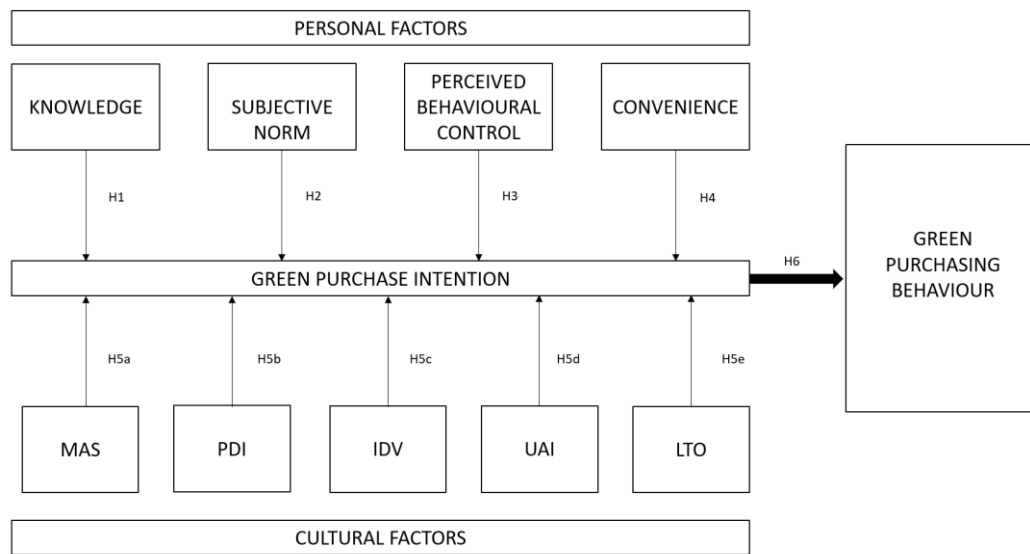 PERSONAL FACTORS
KNOWLEDGE
SUBJECTIVE
NORM
PERCEIVED
BEHAVIOURAL
CONTROL
CONVENIENCE
H1
H2
H3
H4
GREEN PURCHASE INTENTION
H6
GREEN
PURCHASING
BEHAVIOUR
H5a
H5b
H5c
H5d
H5e
MAS
PDI
IDV
UAI
LTO
CULTURAL FACTORS